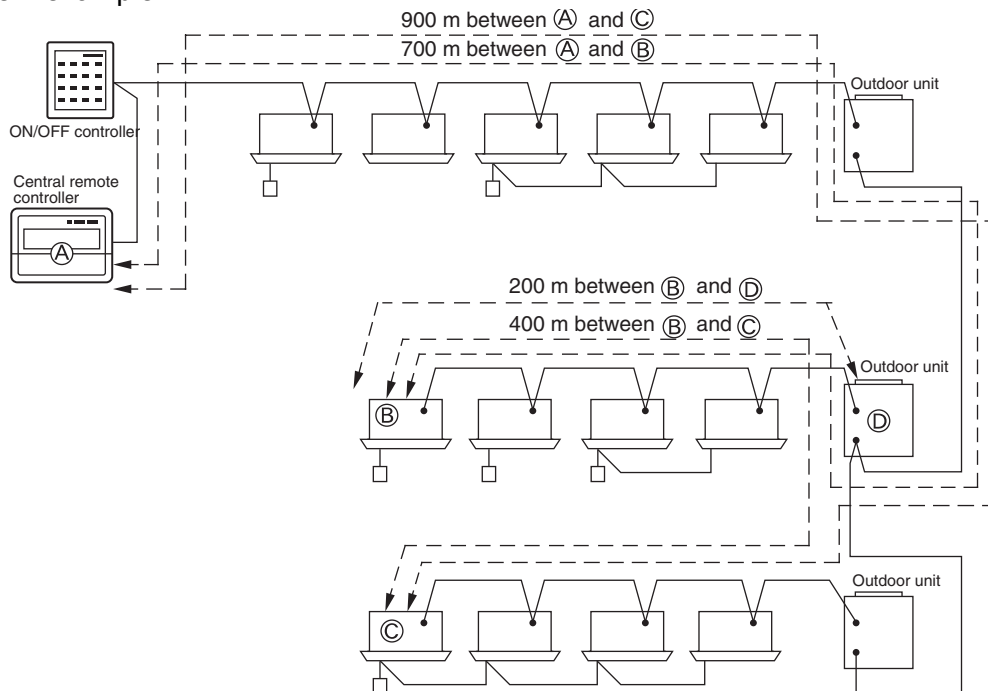 900 m between Ⓐ and Ⓒ
700 m between Ⓐ and Ⓑ
ON/OFF controller
Outdoor unit
Central remote
controller
Ⓐ
200 m between Ⓑ and Ⓓ
400 m between Ⓑ and Ⓒ
Outdoor unit
Ⓑ
Ⓓ
Outdoor unit
Ⓒ